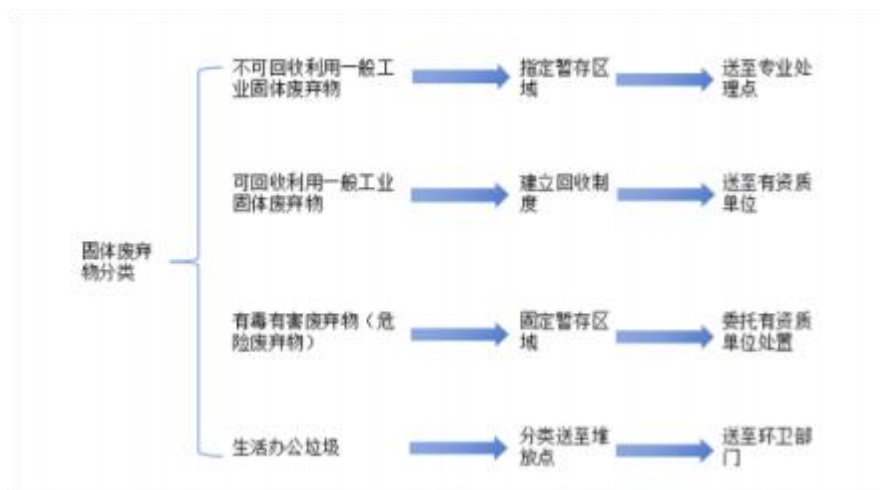 不可回收利用一般工
业固体废弃物
指定暂存区
域
送至专业处
理点
可回收利用一般工业
固体废弃物
建立回收制
度
送至有资质
单位
固体废弃
物分类
有毒有害废弃物（危
险废弃物）
固定暂存区
域
委托有资质
单位处置
生活办公垃圾
分类送至堆
放点
送至环卫部
门